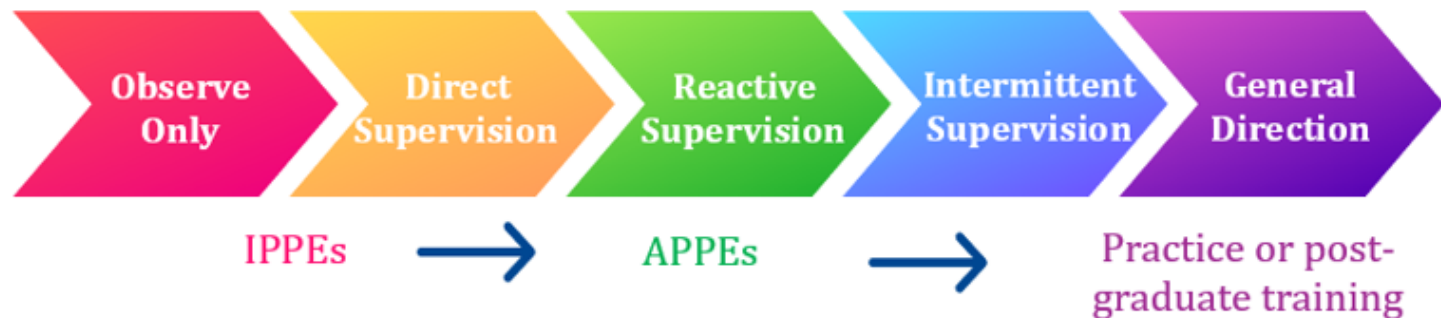 Observe
Only
Direct
Supervision
Reactive
Supervision
Intermittent
Supervision
General
Direction
IPPEs
APPEs
Practice or post-
graduate training